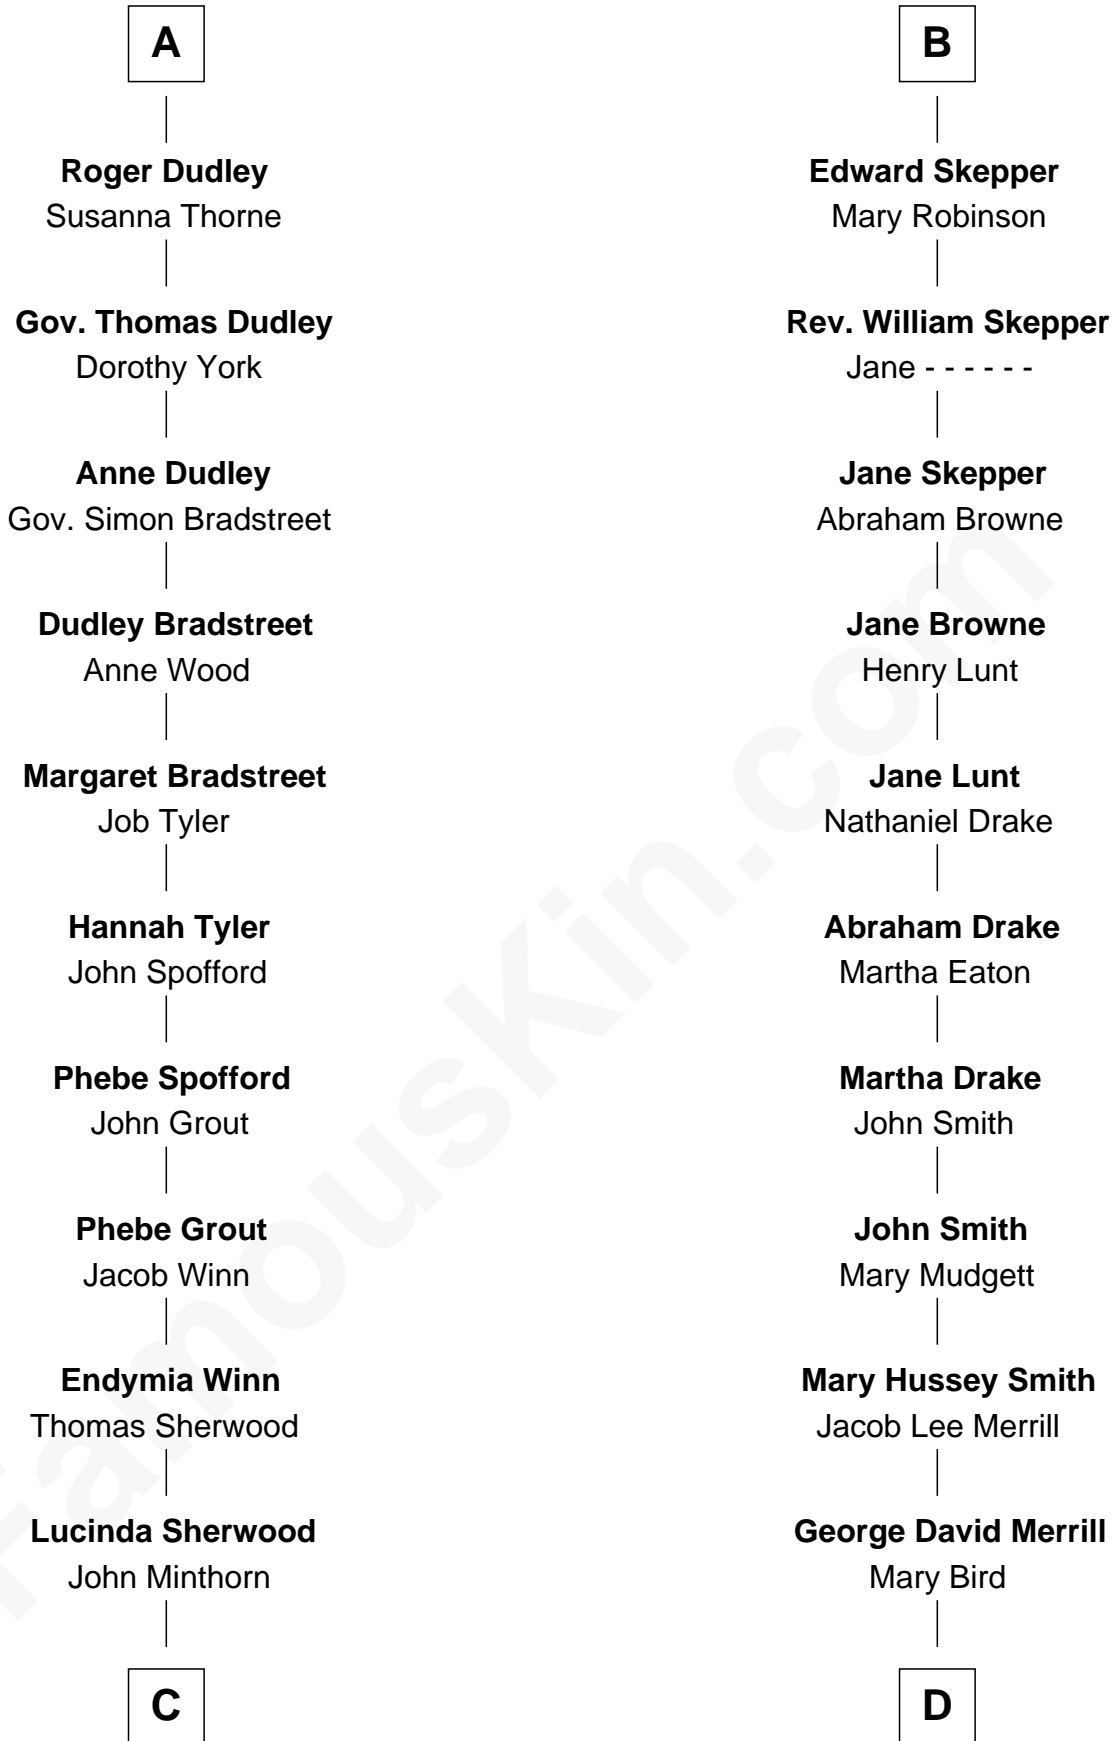 A
Roger Dudley
Susanna Thorne
Gov. Thomas Dudley
Dorothy York
Anne Dudley
Gov. Simon Bradstreet
Dudley Bradstreet
Anne Wood
Margaret Bradstreet
Job Tyler
Hannah Tyler
John Spofford
Phebe Spofford
John Grout
Phebe Grout
Jacob Winn
Endymia Winn
Thomas Sherwood
Lucinda Sherwood
John Minthorn
C
B
Edward Skepper
Mary Robinson
Rev. William Skepper
Jane - - - - - -
Jane Skepper
Abraham Browne
Jane Browne
Henry Lunt
Jane Lunt
Nathaniel Drake
Abraham Drake
Martha Eaton
Martha Drake
John Smith
John Smith
Mary Mudgett
Mary Hussey Smith
Jacob Lee Merrill
George David Merrill
Mary Bird
D
FamousKin.com